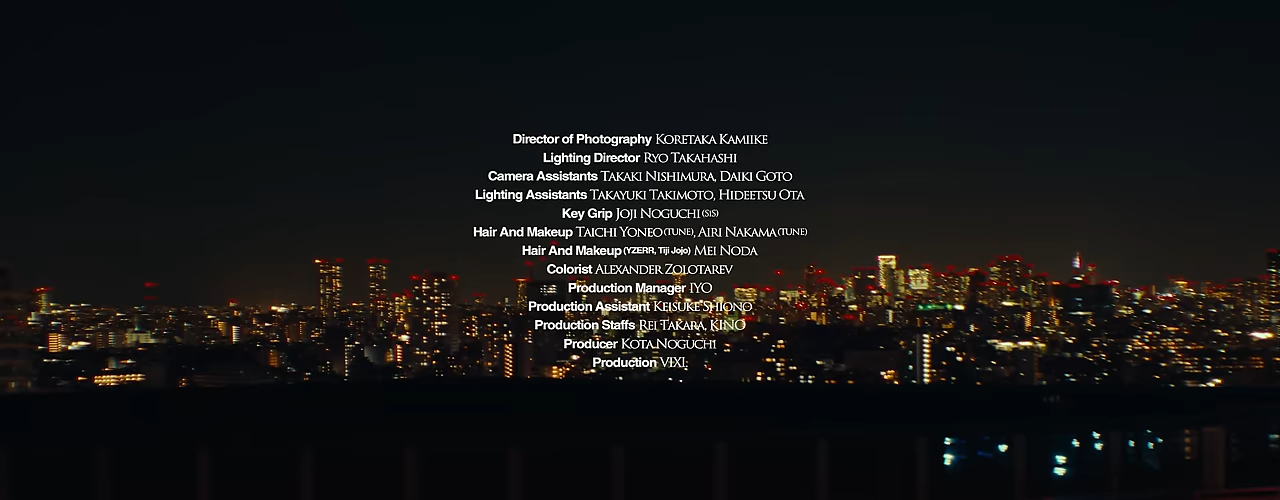 Director of Photography KORETAKA KAMIIKE
Lighting Director RYO TAKAHASHI
Camera Assistants TAKAKI NISHIMURA, DAIKI GOTO
Lighting Assistants TAKAYUKI TAKIMOTO, HIDEETSU OTA
Key Grip JOJI NOGUCHI (SiS)
Hair And Makeup TAICHI YONEO (TUNE), AIRI NAKAMA (TUNE)
Hair And Makeup (YZERR, Tiji Jojo) MEI NODA
Colorist ALEXANDER ZOLOTAREV
Production Manager IYO
Production Assistant KEISUKE SHIONO
Production Staffs REI TAKARA, KINO
Producer KOTA NOGUCHI
Production VIXI